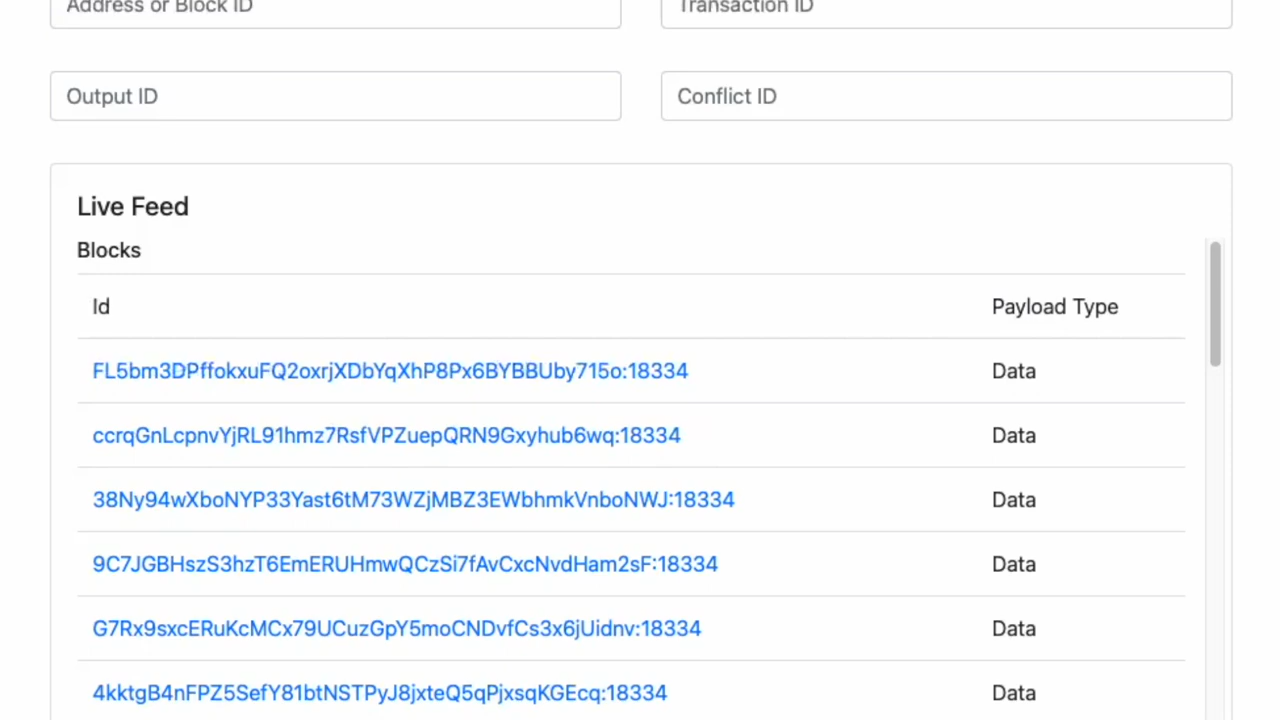 Address or Block ID Transaction ID
Output ID Conflict ID
Live Feed
Blocks
Id Payload Type
FL5bm3DPffokxuFQ2oxrjXDbYqXhP8Px6BYBBUby715o:18334 Data
ccrqGnLcpnvYjRL91hmz7RsfVPZuepQRN9Gxyhub6wq:18334 Data
38Ny94wXboNYP33Yast6tM73WZjMBZ3EWbhmkVnboNWJ:18334 Data
9C7JGBHszS3hzT6EmERUHmwQCzSi7fAvCxcNvdHam2sF:18334 Data
G7Rx9sxcERuKcMCx79UCuzGpY5moCNDvfCs3x6jUidnv:18334 Data
4kktgB4nFPZ5SefY81btNSTPyJ8jxteQ5qPjxsqKGEcq:18334 Data